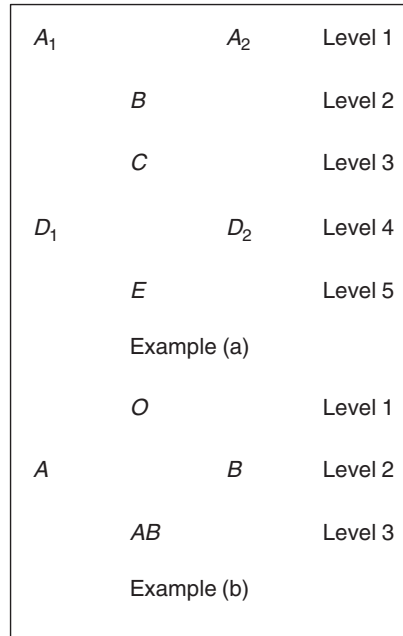 A₁ A₂ Level 1
B Level 2
C Level 3
D₁ D₂ Level 4
E Level 5
Example (a)
O Level 1
A B Level 2
AB Level 3
Example (b)